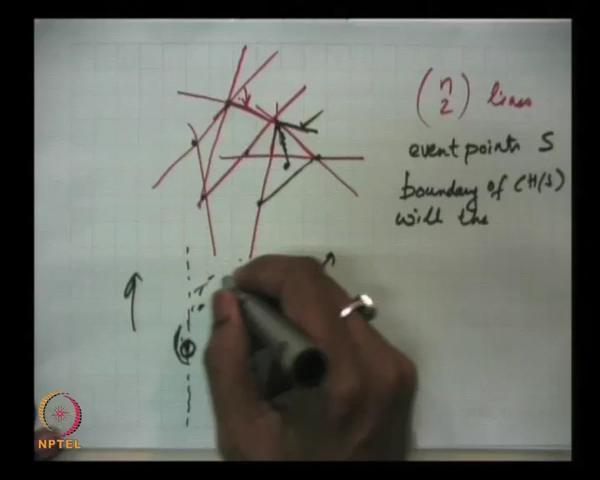 (n 2) lines
event points S
boundary of CH(S)
will the
NPTEL